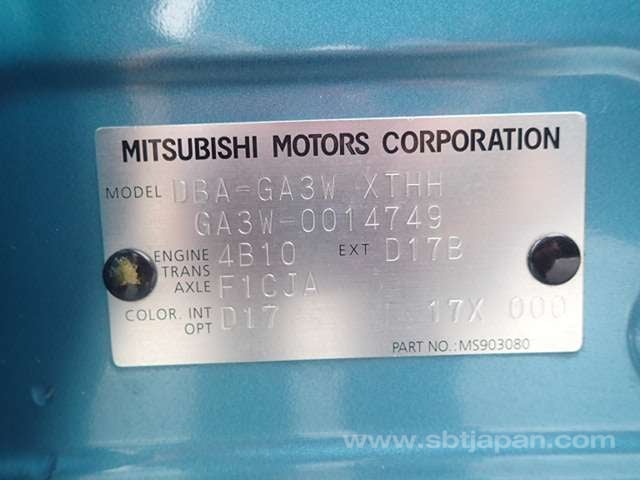 MITSUBISHI MOTORS CORPORATION
MODEL DBA-GA3W XTHH
GA3W-0014749
ENGINE 4B10 EXT D17B
TRANS AXLE F1CJA
COLOR. INT OPT D17 17X 000
PART NO.: MS903080
www.sbtjapan.com